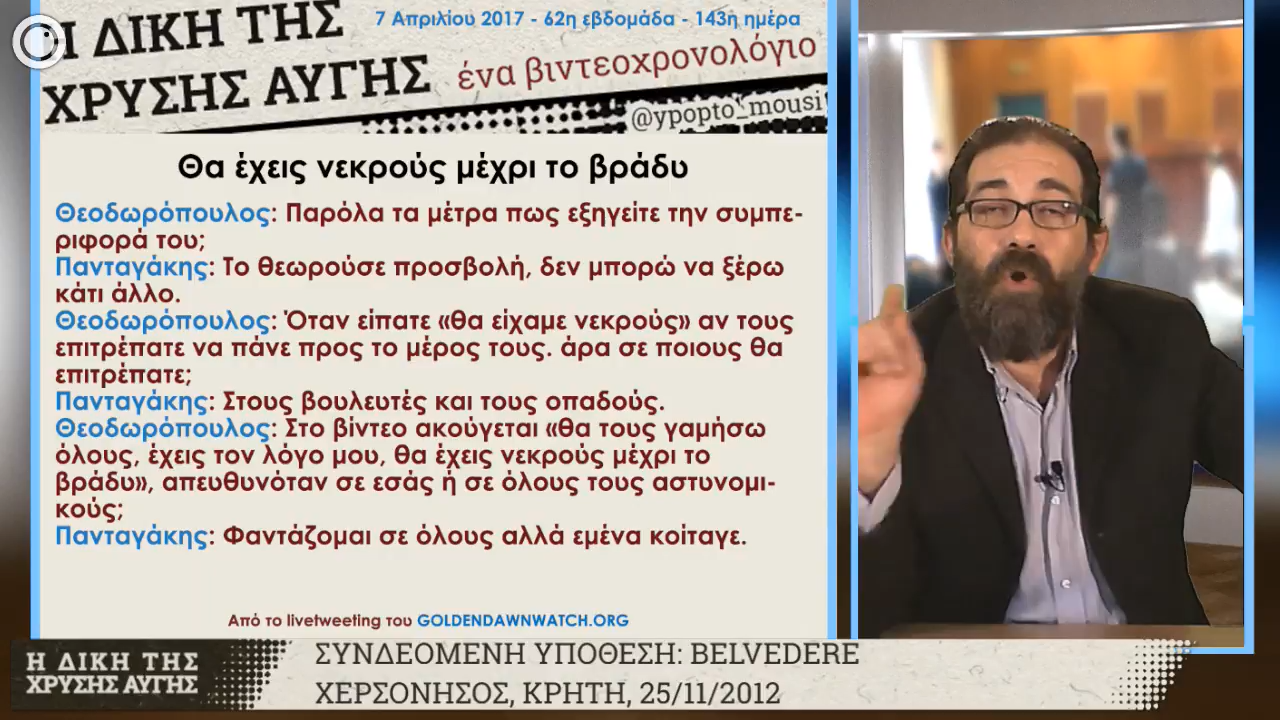 7 Απριλίου 2017 - 62η εβδομάδα - 143η ημέρα
Η ΔΙΚΗ ΤΗΣ
ΧΡΥΣΗΣ ΑΥΓΗΣ
ένα βιντεοχρονολόγιο
@ypopto_mousi
Θα έχεις νεκρούς μέχρι το βράδυ
Θεοδωρόπουλος: Παρόλα τα μέτρα πως εξηγείτε την συμπε-
ριφορά του;
Πανταγάκης: Το θεωρούσε προσβολή, δεν μπορώ να ξέρω
κάτι άλλο.
Θεοδωρόπουλος: Όταν είπατε «θα είχαμε νεκρούς» αν τους
επιτρέπατε να πάνε προς το μέρος τους. άρα σε ποιους θα
επιτρέπατε;
Πανταγάκης: Στους βουλευτές και τους οπαδούς.
Θεοδωρόπουλος: Στο βίντεο ακούγεται «θα τους γαμήσω
όλους, έχεις τον λόγο μου, θα έχεις νεκρούς μέχρι το
βράδυ», απευθυνόταν σε εσάς ή σε όλους τους αστυνομι-
κούς;
Πανταγάκης: Φαντάζομαι σε όλους αλλά εμένα κοίταγε.
Από το livetweeting του GOLDENDAWNWATCH.ORG
Η ΔΙΚΗ ΤΗΣ
ΧΡΥΣΗΣ ΑΥΓΗΣ
ΣΥΝΔΕΟΜΕΝΗ ΥΠΟΘΕΣΗ: BELVEDERE
ΧΕΡΣΟΝΗΣΟΣ, ΚΡΗΤΗ, 25/11/2012